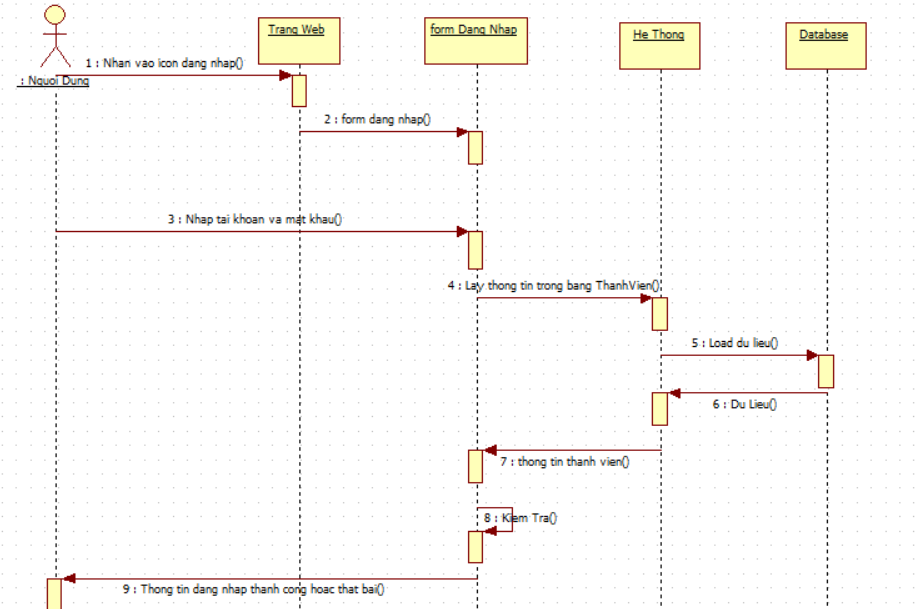 Trang Web
form Dang Nhap
He Thong
Database
: Nguoi Dung
1 : Nhan vao icon dang nhap()
2 : form dang nhap()
3 : Nhap tai khoan va mat khau()
4 : Lay thong tin trong bang ThanhVien()
5 : Load du lieu()
6 : Du Lieu()
7 : thong tin thanh vien()
8 : Kiem Tra()
9 : Thong tin dang nhap thanh cong hoac that bai()